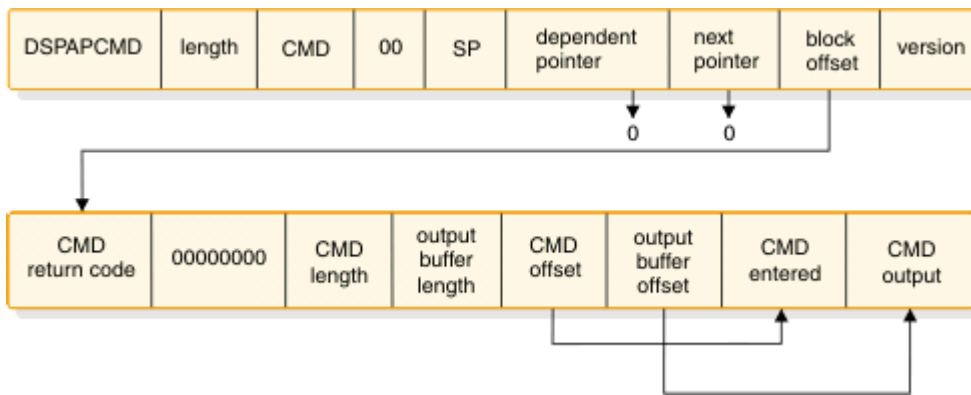 DSPAPCMD
length
CMD
00
SP
dependent
pointer
next
pointer
block
offset
version
0
0
CMD
return code
00000000
CMD
length
output
buffer
length
CMD
offset
output
buffer
offset
CMD
entered
CMD
output